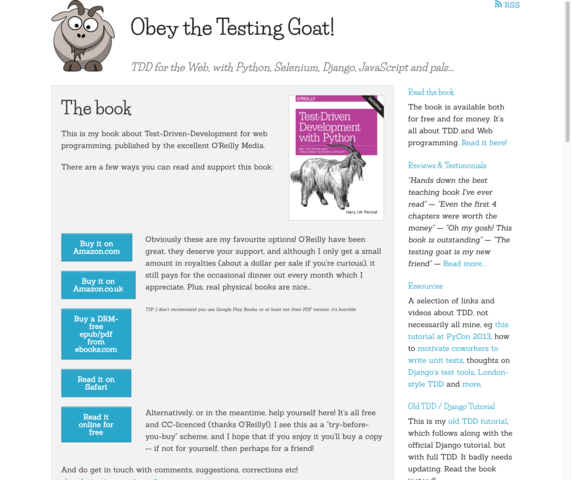 RSS
Obey the Testing Goat!
TDD for the Web, with Python, Selenium, Django, JavaScript and pals...
The book
This is my book about Test-Driven-Development for web
programming, published by the excellent O'Reilly Media.
There are a few ways you can read and support this book:
O'REILLY
2nd Edition
Test-Driven
Development
with Python
Harry J.W. Percival
Buy it on
Amazon.com
Buy it on
Amazon.co.uk
Buy a DRM-
free
epub/pdf
from
ebooks.com
Read it on
Safari
Obviously these are my favourite options! O'Reilly have been
great, they deserve your support, and although I only get a small
amount in royalties (about a dollar per sale if you're curious), it
still pays for the occasional dinner out every month which I
appreciate. Plus, real physical books are nice..
TIP: I don't recommend you use Google Play Books, or at least not their PDF version, it's horrible
Read it
online for
free
Alternatively, or in the meantime, help yourself here! It's all free
and CC-licenced (thanks O'Reilly!). I see this as a "try-before-
you-buy" scheme, and I hope that if you enjoy it you'll buy a copy
-- if not for yourself, then perhaps for a friend!
And do get in touch with comments, suggestions, corrections etc!
Read the book
The book is available both
for free and for money. It's
all about TDD and Web
programming. Read it here!
Reviews & Testimonials
"Hands down the best
teaching book I've ever
read" — "Even the first 4
chapters were worth the
money" — "Oh my gosh! This
book is outstanding" — "The
testing goat is my new
friend" — Read more..
Resources
A selection of links and
videos about TDD, not
necessarily all mine, eg this
tutorial at PyCon 2013, how
to motivate coworkers to
write unit tests, thoughts on
Django's test tools, London-
style TDD and more.
Old TDD / Django Tutorial
This is my old TDD tutorial,
which follows along with the
official Django tutorial, but
with full TDD. It badly needs
updating. Read the book